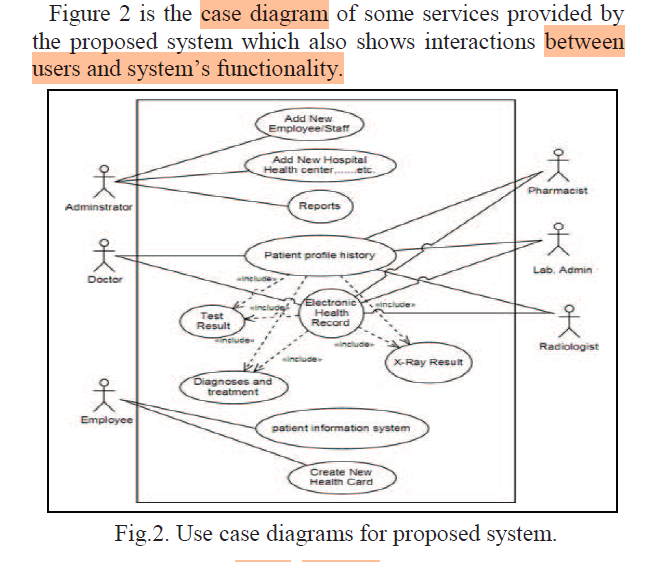 Figure 2 is the case diagram of some services provided by
the proposed system which also shows interactions between
users and system's functionality.
Add New
Employee/Staff
Add New Hospital
Health center,......etc.
Reports
Adminstrator
Pharmacist
Patient profile history
Doctor
Lab. Admin
«include»
«include»
«include»
Electronic
Health
Record
Test
Result
«include»
«include»
«include»
Radiologist
X-Ray Result
Diagnoses and
treatment
Employee
patient information system
Create New
Health Card
Fig.2. Use case diagrams for proposed system.